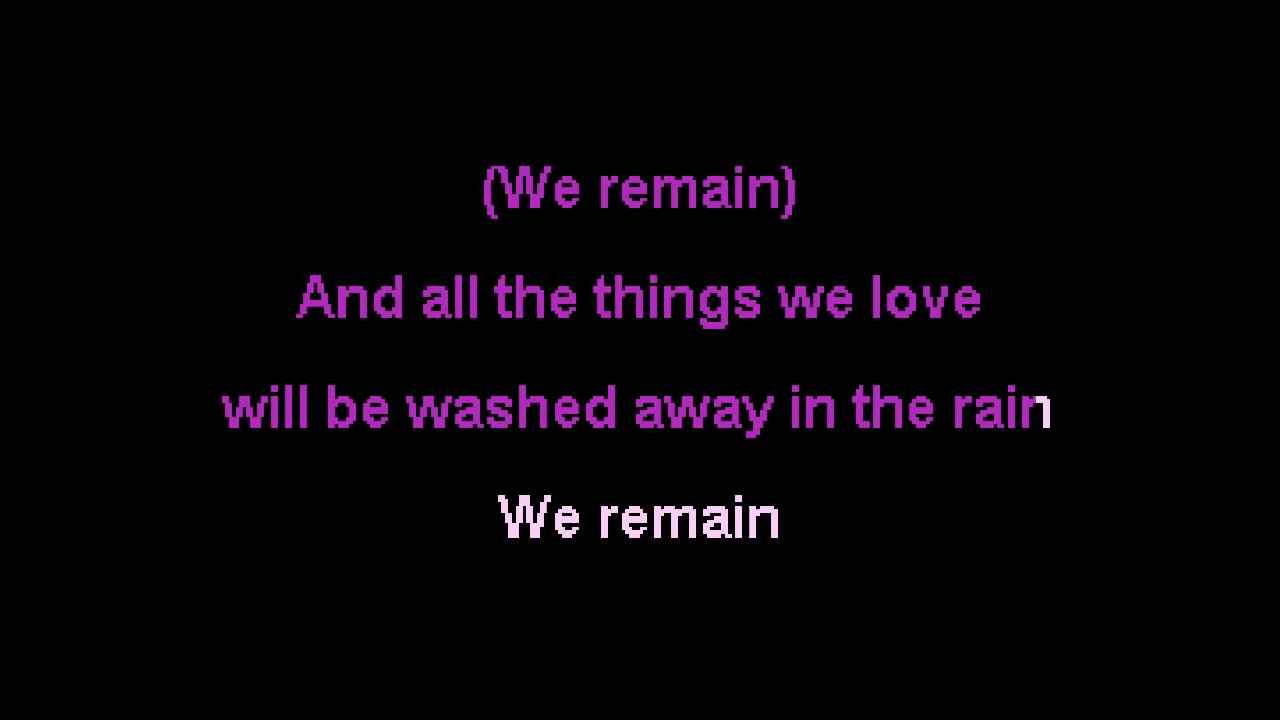 (We remain)
And all the things we love
will be washed away in the rain
We remain